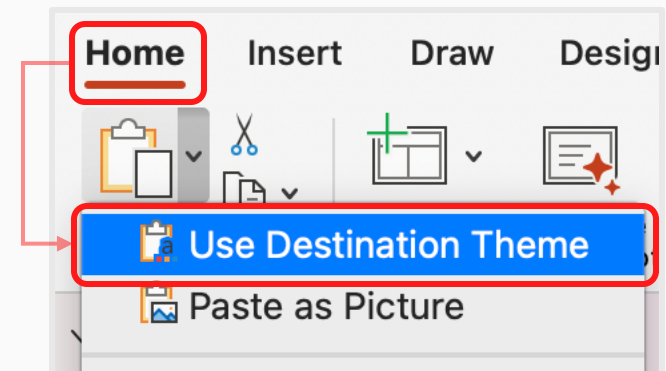 Home Insert Draw Desig
Use Destination Theme
Paste as Picture